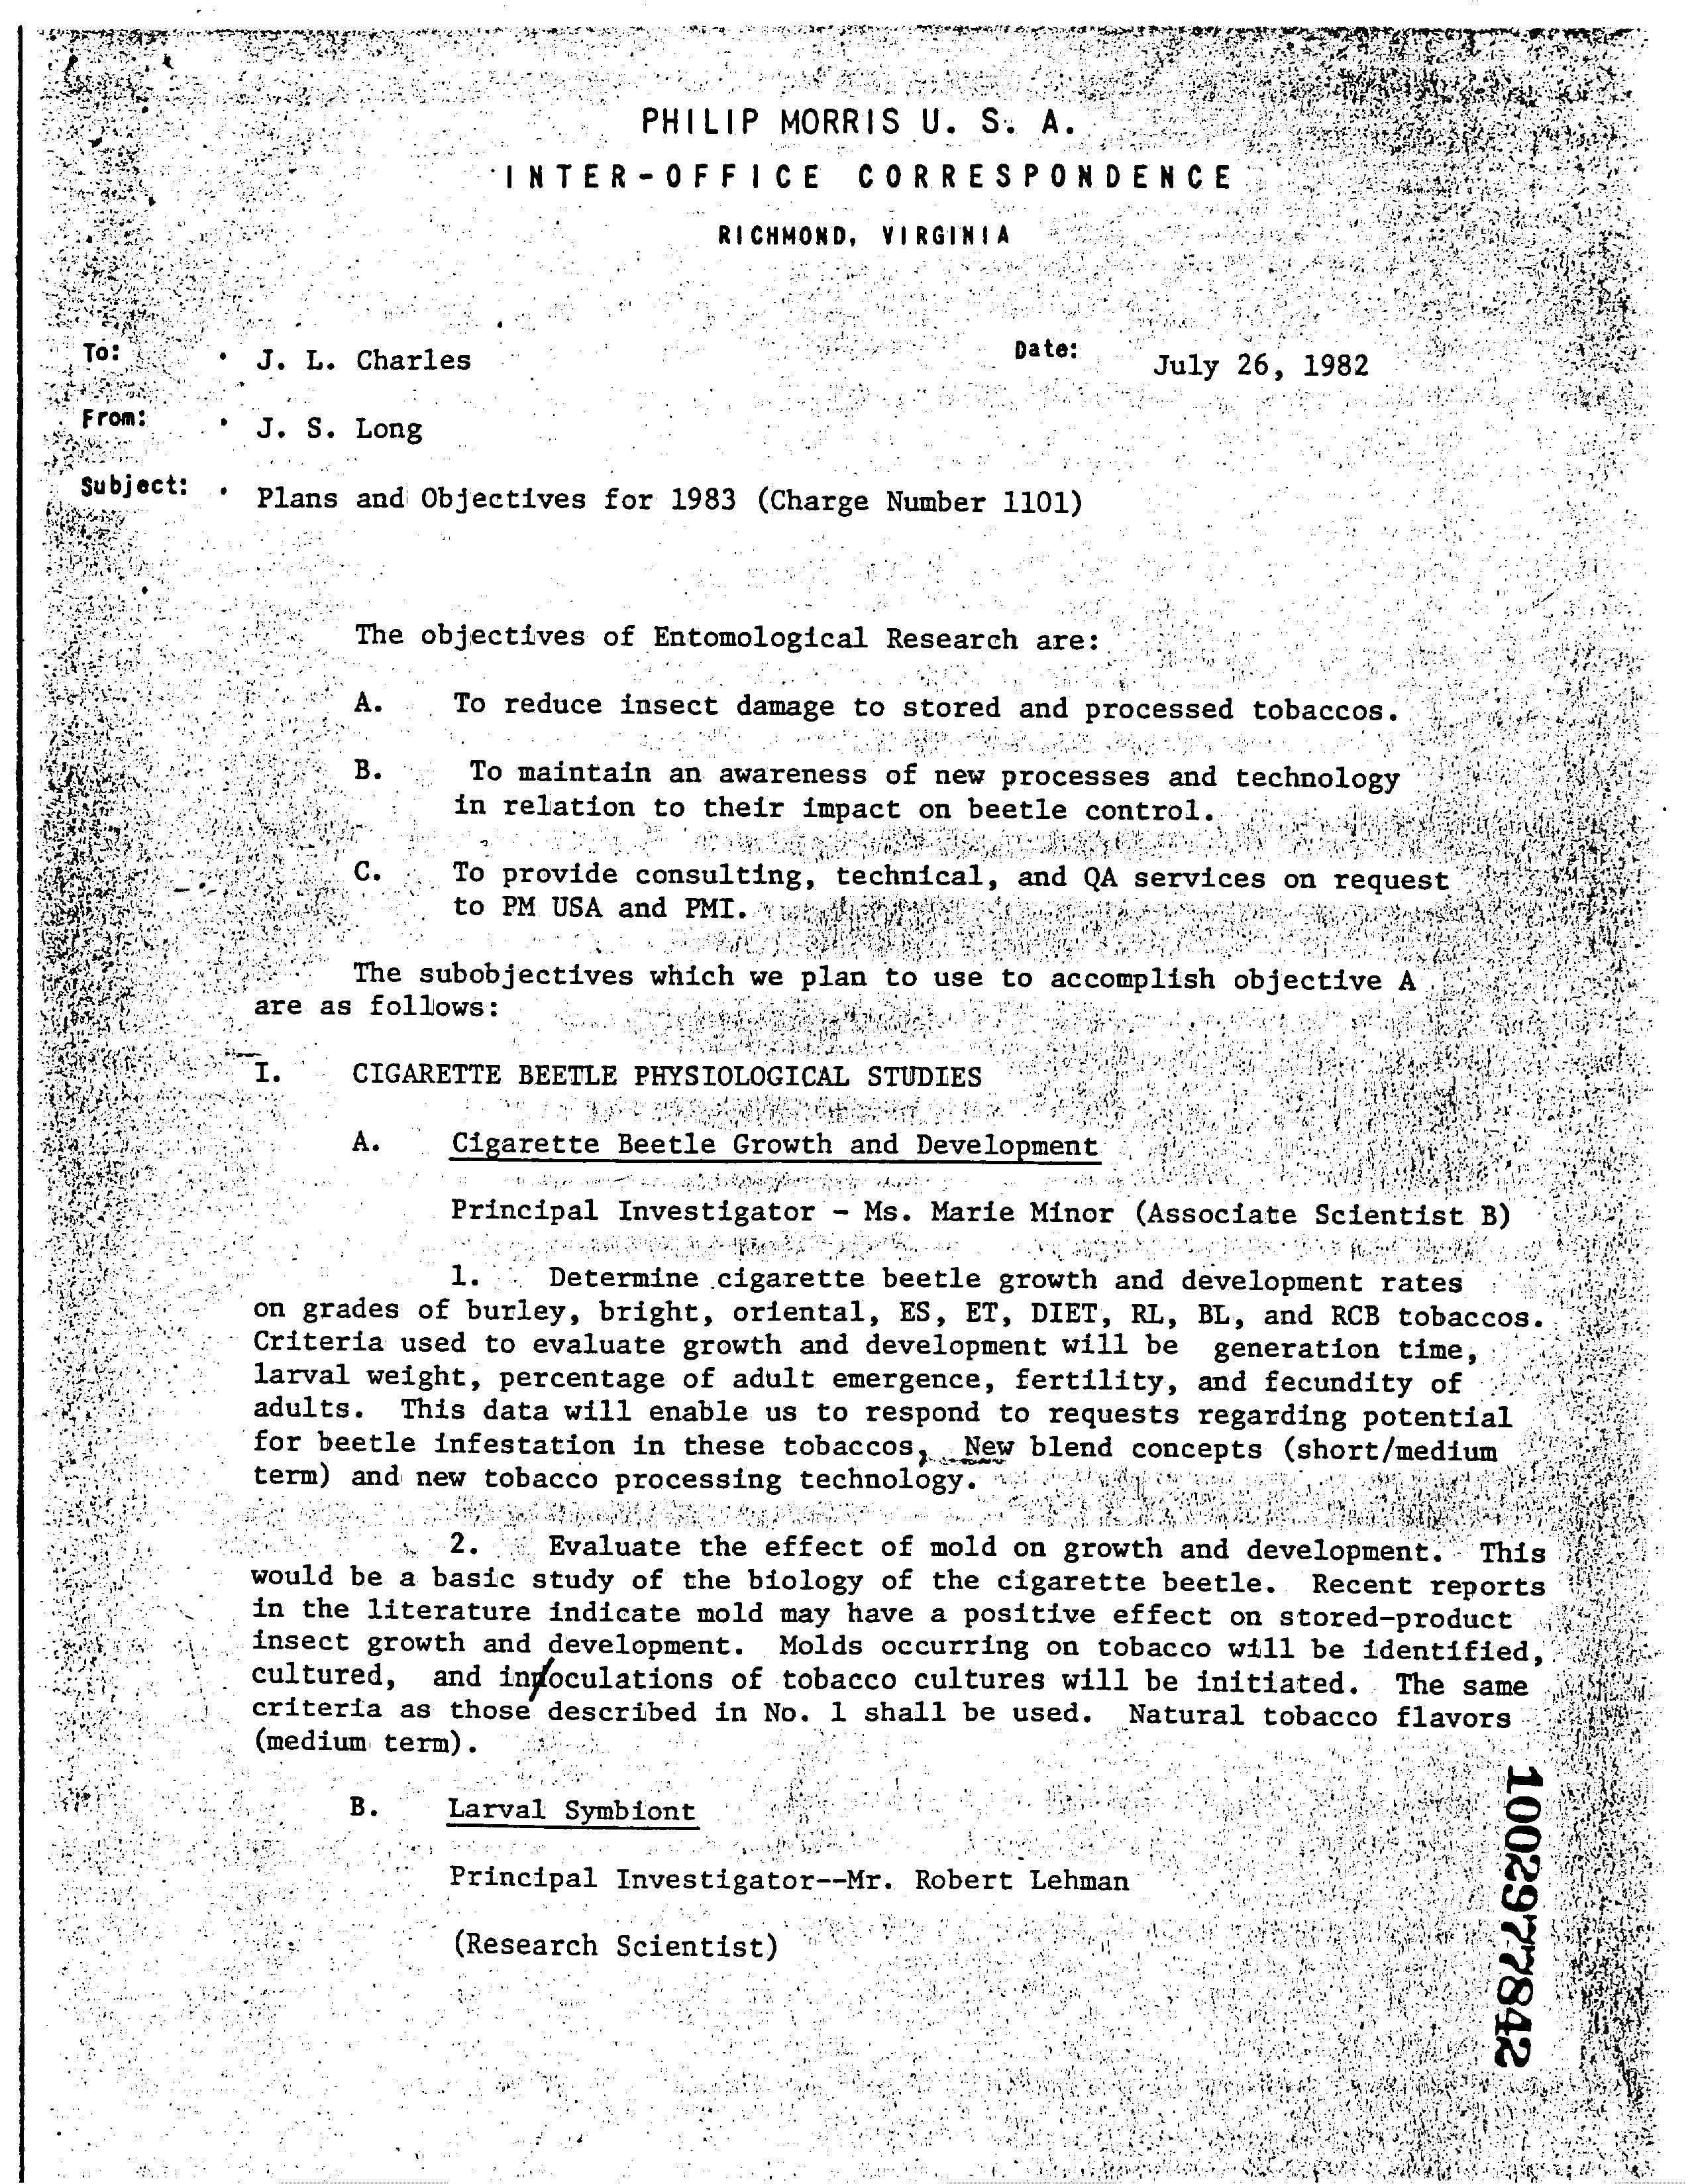 PHILIP MORRIS U. S. A.
INTER-OFFICE CORRESPONDENCE
RICHMOND, VIRGINIA
To: J. L. Charles Date: July 26, 1982
From: J. S. Long
Subject: Plans and Objectives for 1983 (Charge Number 1101)
The objectives of Entomological Research are:
A. To reduce insect damage to stored and processed tobaccos.
B. To maintain an awareness of new processes and technology
in relation to their impact on beetle control.
C. To provide consulting, technical, and QA services on request
to PM USA and PMI.
The subobjectives which we plan to use to accomplish objective A
are as follows:
I. CIGARETTE BEETLE PHYSIOLOGICAL STUDIES
A. Cigarette Beetle Growth and Development
Principal Investigator - Ms. Marie Minor (Associate Scientist B)
1. Determine cigarette beetle growth and development rates
on grades of burley, bright, oriental, ES, ET, DIET, RL, BL, and RCB tobaccos.
Criteria used to evaluate growth and development will be generation time,
larval weight, percentage of adult emergence, fertility, and fecundity of
adults. This data will enable us to respond to requests regarding potential
for beetle infestation in these tobaccos, New blend concepts (short/medium
term) and new tobacco processing technology.
2. Evaluate the effect of mold on growth and development. This
would be a basic study of the biology of the cigarette beetle. Recent reports
in the literature indicate mold may have a positive effect on stored-product
insect growth and development. Molds occurring on tobacco will be identified,
cultured, and innoculations of tobacco cultures will be initiated. The same
criteria as those described in No. 1 shall be used. Natural tobacco flavors
(medium term).
B. Larval Symbiont
Principal Investigator--Mr. Robert Lehman
(Research Scientist)
1002977842